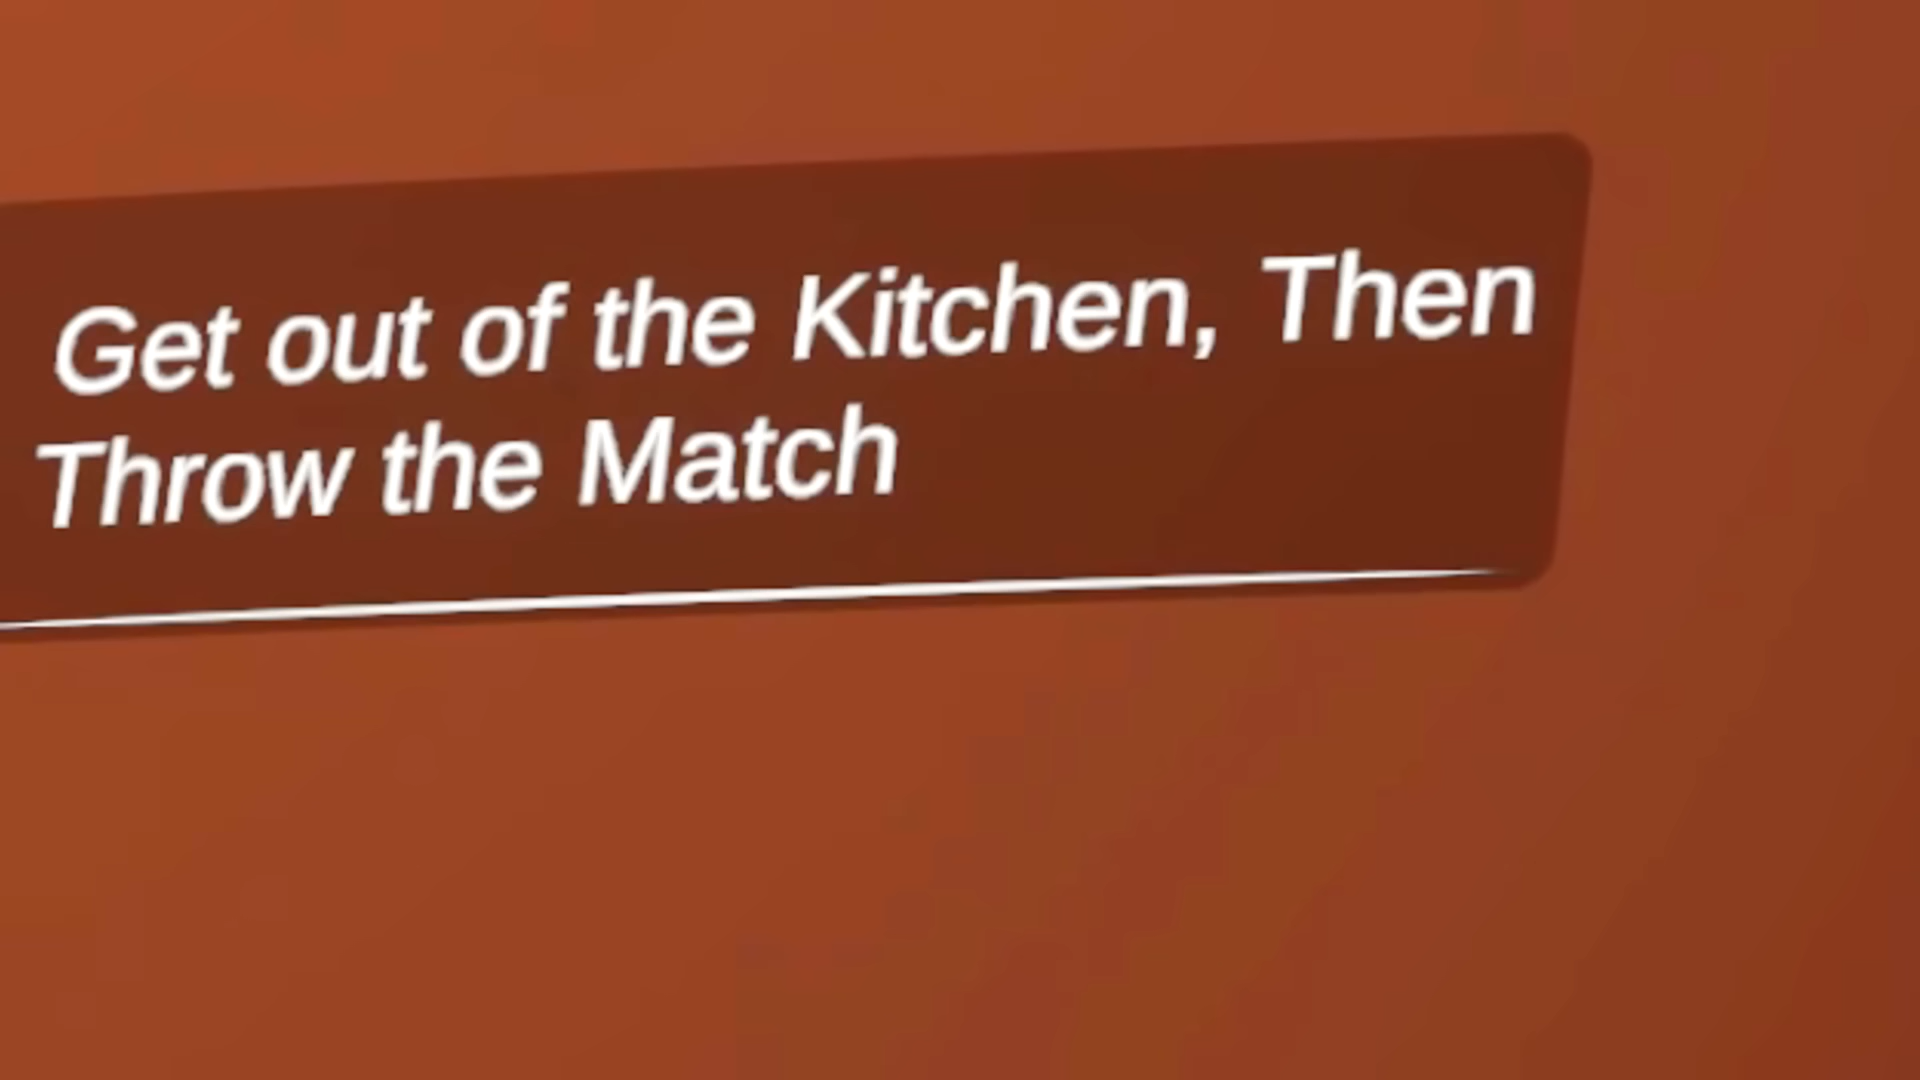 Get out of the Kitchen, Then
Throw the Match